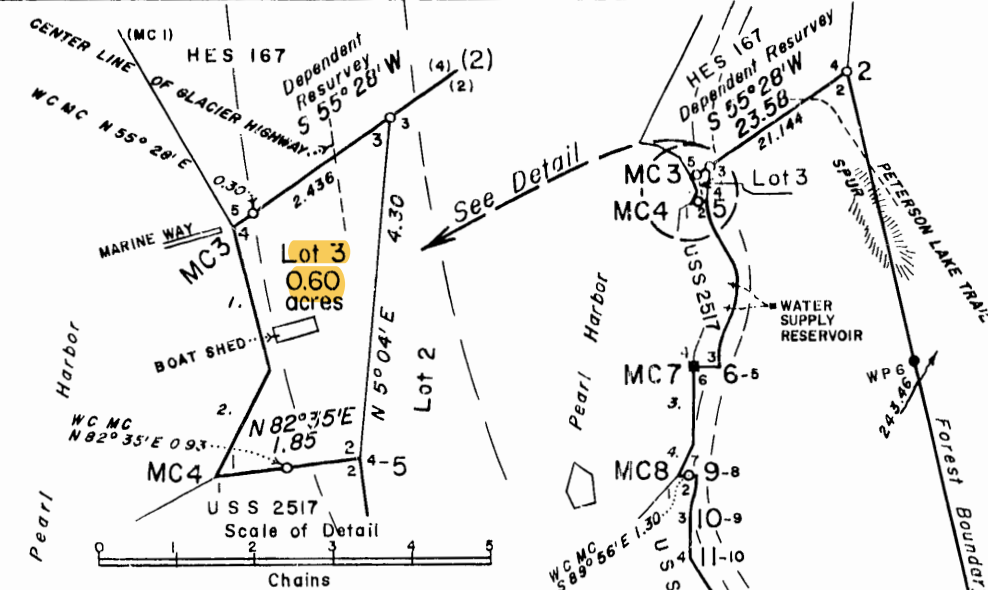 (MC 1)
HES 167
CENTER LINE OF GLACIER HIGHWAY
Dependent
Resurvey
S 55° 28' W
(4)
(2)
(2)
WC MC N 55° 28' E
3
3
0.30
2.436
5
4
2
MARINE WAY
MC3
Lot 3
0.60
acres
4.30
1.
BOAT SHED
N 5° 04' E
Lot 2
Harbor
2.
WC MC
N 82° 35' E 0.93
N 82° 35' E
1.85
2
2
4-5
MC4
Pearl
USS 2517
Scale of Detail
0 1 2 3 4 5
Chains
See Detail
HES 167
Dependent Resurvey
S 55° 28' W
23.58
21.144
4
2
2
MC3
5
3
4
Lot 3
MC4
2
5
SPUR
PETERSON LAKE TRAIL
USS 2517
WATER
SUPPLY
RESERVOIR
Pearl Harbor
MC7
3
6
6-5
3.
WP 6
243.46
4.
7
MC8
2
9-8
WC MC
S 89° 56' E 1.30
3
10-9
4
11-10
USS
Forest Boundar